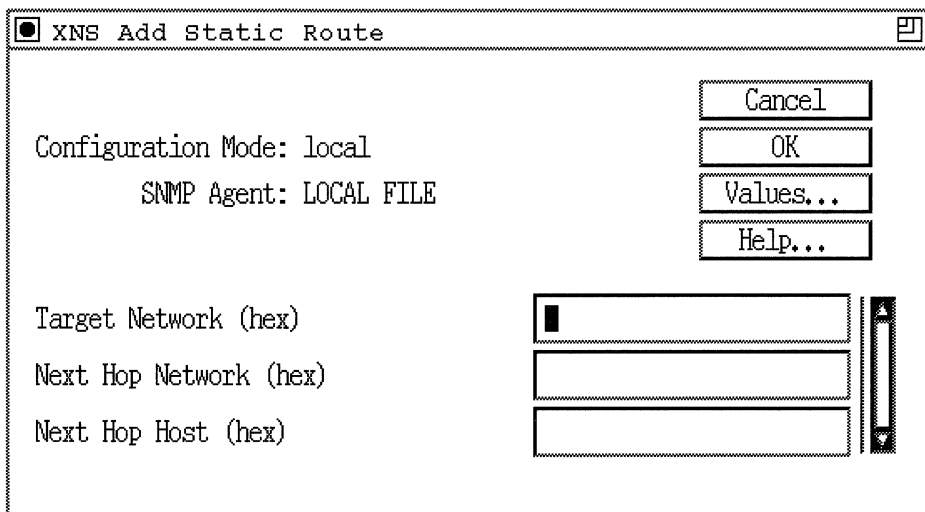 XNS Add Static Route
Cancel
Configuration Mode: local
OK
SNMP Agent: LOCAL FILE
Values...
Help...
Target Network (hex)
Next Hop Network (hex)
Next Hop Host (hex)